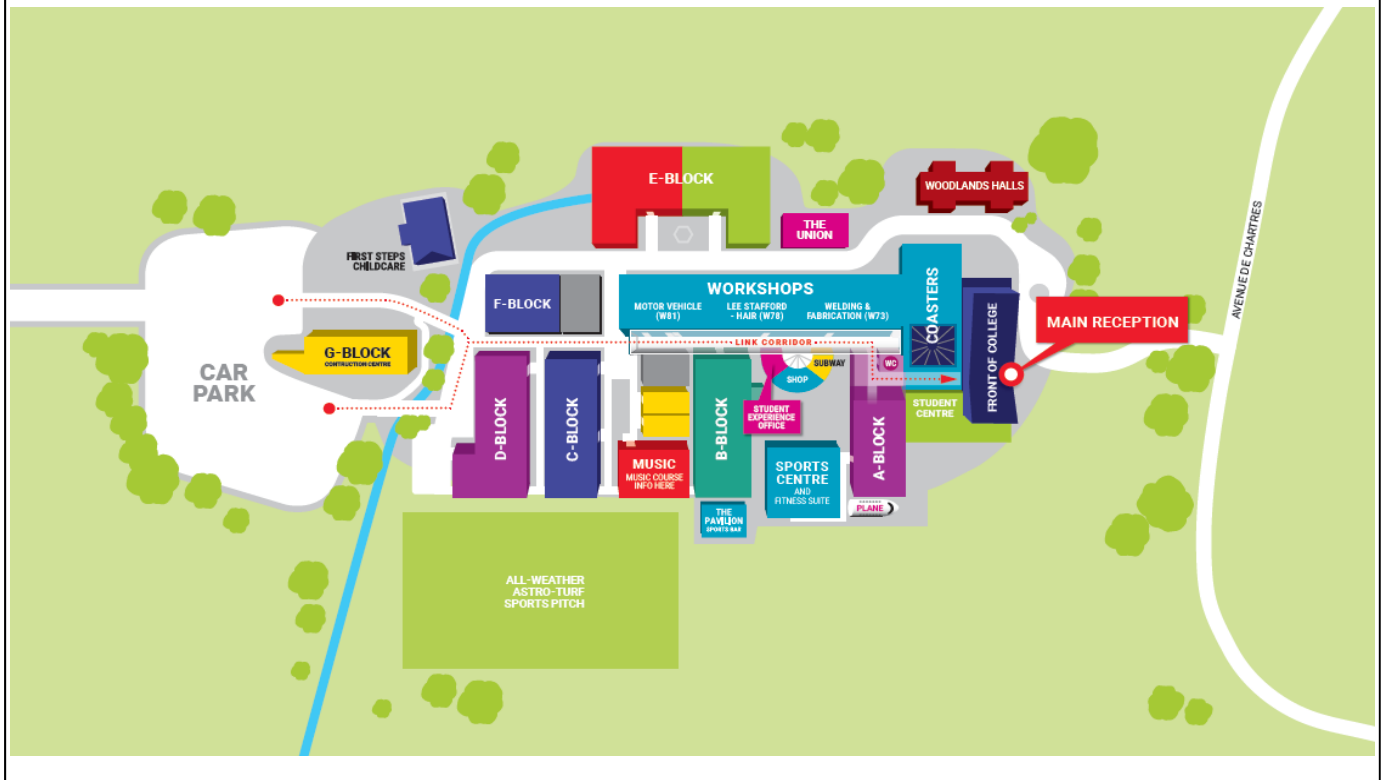 E-BLOCK
WOODLANDS HALLS
THE
UNION
FIRST STEPS
CHILDCARE
AVENUE DE CHARTRES
F-BLOCK
WORKSHOPS
MOTOR VEHICLE
(W81)
LEE STAFFORD
- HAIR (W78)
WELDING &
FABRICATION (W73)
COASTERS
FRONT OF COLLEGE
MAIN RECEPTION
LINK CORRIDOR
G-BLOCK
CONTRUCTION CENTRE
CAR
PARK
SUBWAY
WC
SHOP
STUDENT
EXPERIENCE
OFFICE
STUDENT
CENTRE
D-BLOCK
C-BLOCK
B-BLOCK
A-BLOCK
MUSIC
MUSIC COURSE
INFO HERE
SPORTS
CENTRE
AND
FITNESS SUITE
PLANE
THE
PAVILION
SPORTS BAR
ALL-WEATHER
ASTRO-TURF
SPORTS PITCH